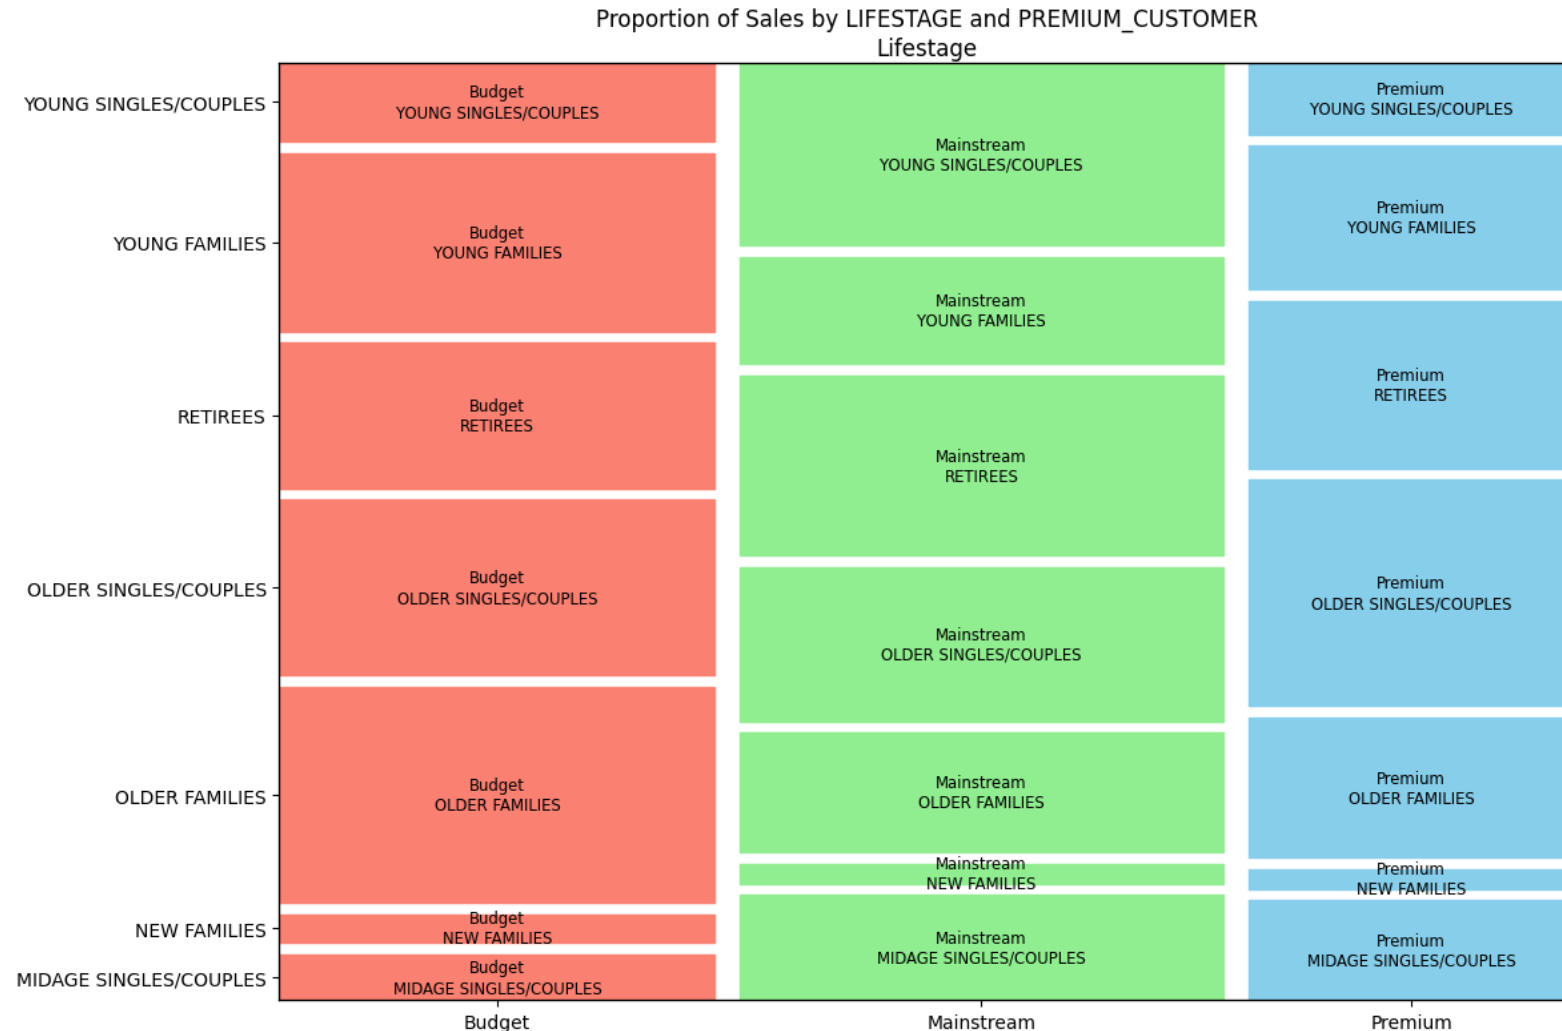 Proportion of Sales by LIFESTAGE and PREMIUM_CUSTOMER
Lifestage
YOUNG SINGLES/COUPLES
YOUNG FAMILIES
RETIREES
OLDER SINGLES/COUPLES
OLDER FAMILIES
NEW FAMILIES
MIDAGE SINGLES/COUPLES
Budget
YOUNG SINGLES/COUPLES
Budget
YOUNG FAMILIES
Budget
RETIREES
Budget
OLDER SINGLES/COUPLES
Budget
OLDER FAMILIES
Budget
NEW FAMILIES
Budget
MIDAGE SINGLES/COUPLES
Mainstream
YOUNG SINGLES/COUPLES
Mainstream
YOUNG FAMILIES
Mainstream
RETIREES
Mainstream
OLDER SINGLES/COUPLES
Mainstream
OLDER FAMILIES
Mainstream
NEW FAMILIES
Mainstream
MIDAGE SINGLES/COUPLES
Premium
YOUNG SINGLES/COUPLES
Premium
YOUNG FAMILIES
Premium
RETIREES
Premium
OLDER SINGLES/COUPLES
Premium
OLDER FAMILIES
Premium
NEW FAMILIES
Premium
MIDAGE SINGLES/COUPLES
Budget
Mainstream
Premium